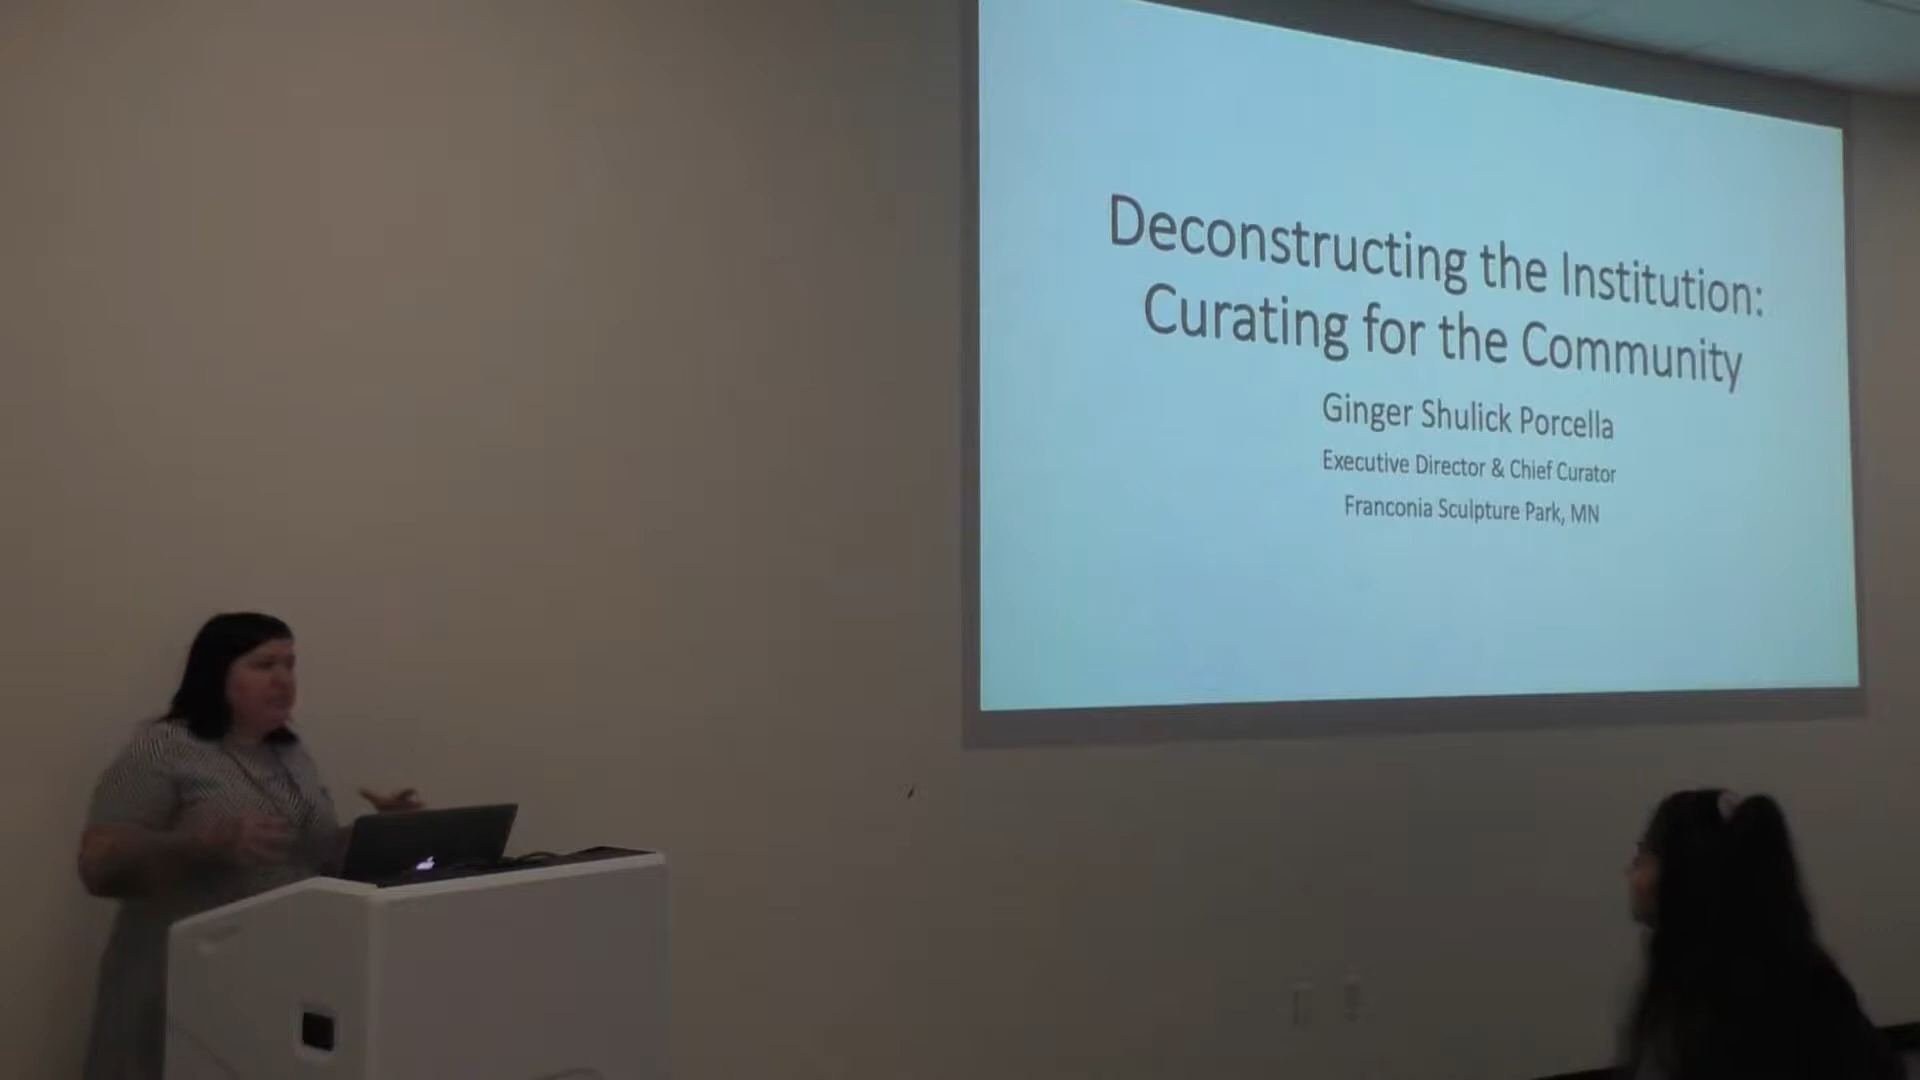 Deconstructing the Institution:
Curating for the Community
Ginger Shulick Porcella
Executive Director & Chief Curator
Franconia Sculpture Park, MN